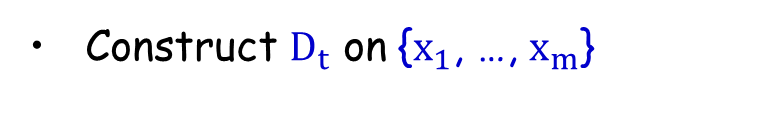 • Construct Dₜ on {x₁, …, xₘ}